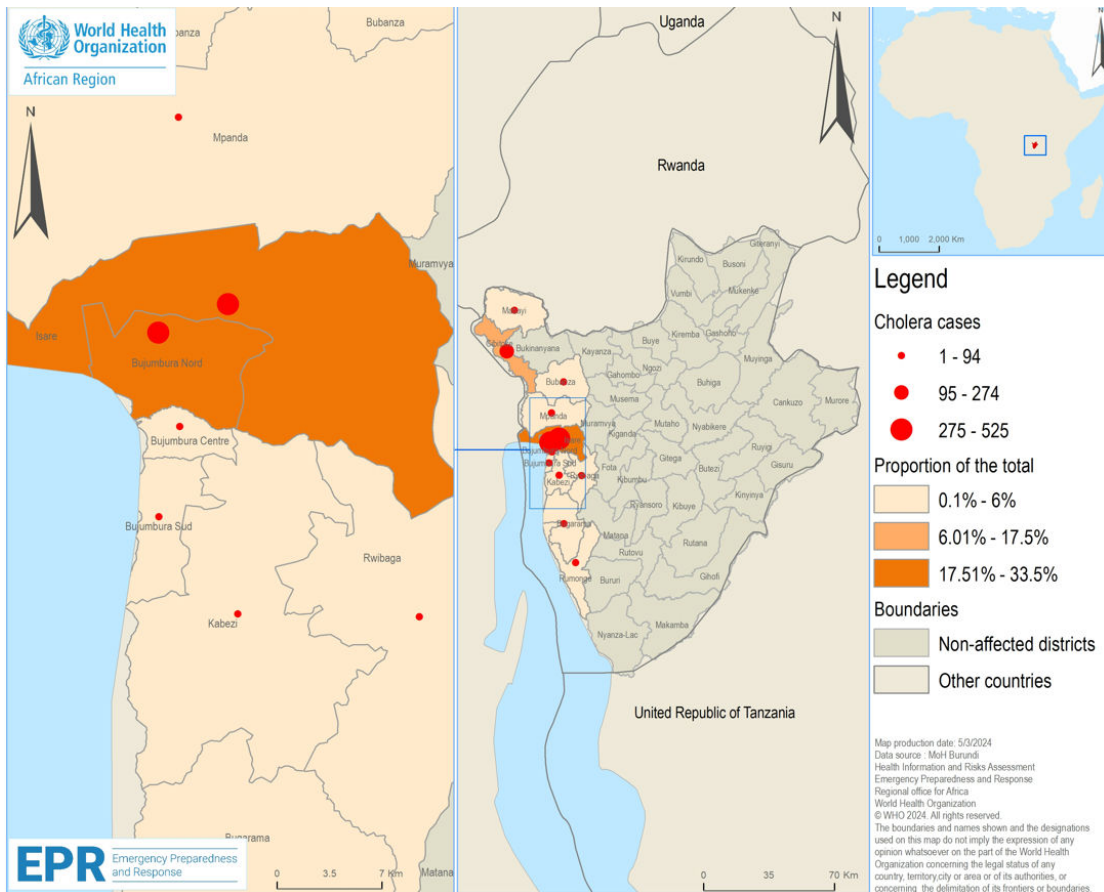 World Health
Organization
African Region
Bubanza
N
Mpanda
Muramvya
Isare
Bujumbura Nord
Bujumbura Centre
Bujumbura Sud
Rwibaga
Kabezi
Bugarama
Matana
EPR
Emergency Preparedness
and Response
0 3.5 7 Km
Uganda
N
Rwanda
Giteranyi
Kirundo
Busoni
Vumbi
Mukenke
Mabayi
Cibitoke
Bukinanyana
Kayanza
Buye
Kiremba
Gashoho
Ngozi
Muyinga
Bubanza
Gahombu
Buhiga
Musema
Cankuzo
Murore
Mpanda
Muramvya
Kiganda
Mutaho
Nyabikere
Isare
Bujumbura Nord
Bujumbura Sud
Fota
Gitega
Butezi
Ruyigi
Gisuru
Kabezi
Rwibaga
Kibumbu
Ryansoro
Kibuye
Kinyinya
Bugarama
Matana
Rutovu
Rutana
Rumonge
Bururi
Gihofi
Makamba
Nyanza-Lac
United Republic of Tanzania
0 35 70 Km
N
0 1,000 2,000 Km
Legend
Cholera cases
1 - 94
95 - 274
275 - 525
Proportion of the total
0.1% - 6%
6.01% - 17.5%
17.51% - 33.5%
Boundaries
Non-affected districts
Other countries
Map production date: 5/3/2024
Data source : MoH Burundi
Health Information and Risks Assessment
Emergency Preparedness and Response
Regional office for Africa
World Health Organization
© WHO 2024. All rights reserved.
The boundaries and names shown and the designations
used on this map do not imply the expression of any
opinion whatsoever on the part of the World Health
Organization concerning the legal status of any
country, territory,city or area or of its authorities, or
concerning the delimitation of its frontiers or boundaries.